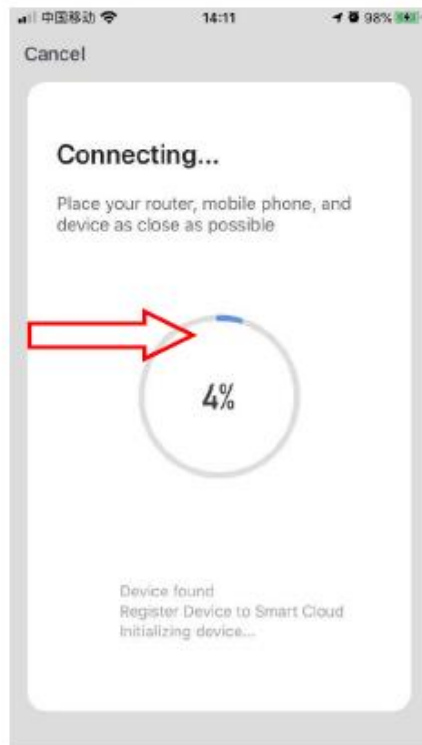 中国移动 14:11 98%
Cancel
Connecting...
Place your router, mobile phone, and
device as close as possible
4%
Device found
Register Device to Smart Cloud
Initializing device...